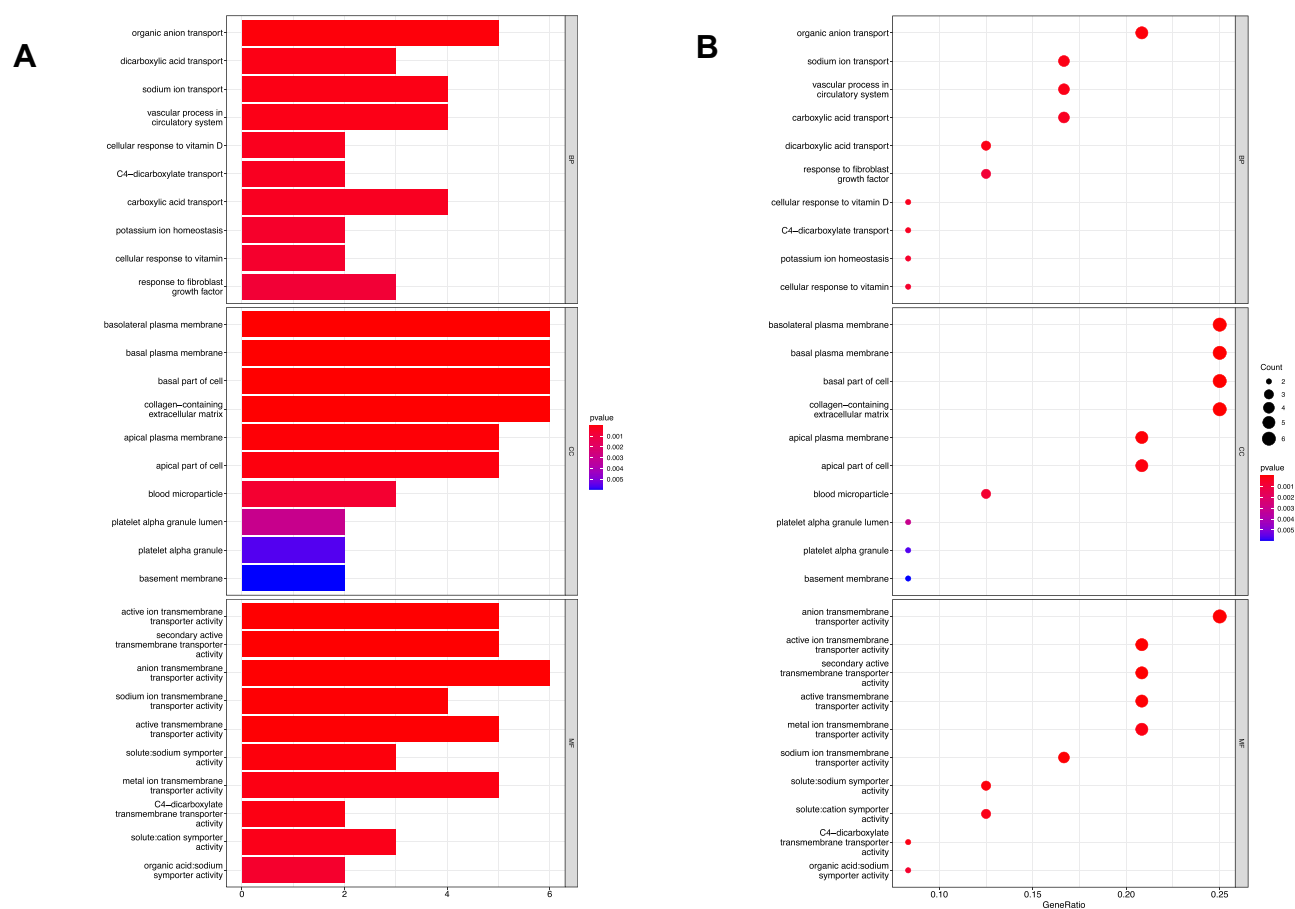 A
organic anion transport
dicarboxylic acid transport
sodium ion transport
vascular process in
circulatory system
cellular response to vitamin D
C4−dicarboxylate transport
carboxylic acid transport
potassium ion homeostasis
cellular response to vitamin
response to fibroblast
growth factor
BP
basolateral plasma membrane
basal plasma membrane
basal part of cell
collagen−containing
extracellular matrix
apical plasma membrane
apical part of cell
blood microparticle
platelet alpha granule lumen
platelet alpha granule
basement membrane
CC
active ion transmembrane
transporter activity
secondary active
transmembrane transporter
activity
anion transmembrane
transporter activity
sodium ion transmembrane
transporter activity
active transmembrane
transporter activity
solute:sodium symporter
activity
metal ion transmembrane
transporter activity
C4−dicarboxylate
transmembrane transporter
activity
solute:cation symporter
activity
organic acid:sodium
symporter activity
MF
0
2
4
6
pvalue
0.001
0.002
0.003
0.004
0.005
B
organic anion transport
sodium ion transport
vascular process in
circulatory system
carboxylic acid transport
dicarboxylic acid transport
response to fibroblast
growth factor
cellular response to vitamin D
C4−dicarboxylate transport
potassium ion homeostasis
cellular response to vitamin
BP
basolateral plasma membrane
basal plasma membrane
basal part of cell
collagen−containing
extracellular matrix
apical plasma membrane
apical part of cell
blood microparticle
platelet alpha granule lumen
platelet alpha granule
basement membrane
CC
anion transmembrane
transporter activity
active ion transmembrane
transporter activity
secondary active
transmembrane transporter
activity
active transmembrane
transporter activity
metal ion transmembrane
transporter activity
sodium ion transmembrane
transporter activity
solute:sodium symporter
activity
solute:cation symporter
activity
C4−dicarboxylate
transmembrane transporter
activity
organic acid:sodium
symporter activity
MF
0.10
0.15
0.20
0.25
GeneRatio
Count
2
3
4
5
6
pvalue
0.001
0.002
0.003
0.004
0.005